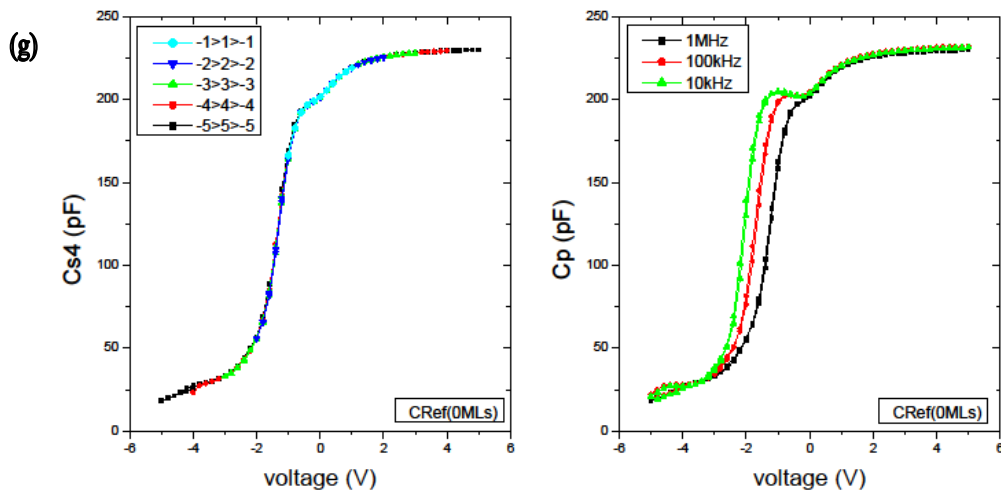 (g)
250
200
150
100
50
0
Cs4 (pF)
-1>1>-1
-2>2>-2
-3>3>-3
-4>4>-4
-5>5>-5
CRef(0MLs)
-6 -4 -2 0 2 4 6
voltage (V)
250
200
150
100
50
0
Cp (pF)
1MHz
100kHz
10kHz
CRef(0MLs)
-6 -4 -2 0 2 4 6
voltage (V)